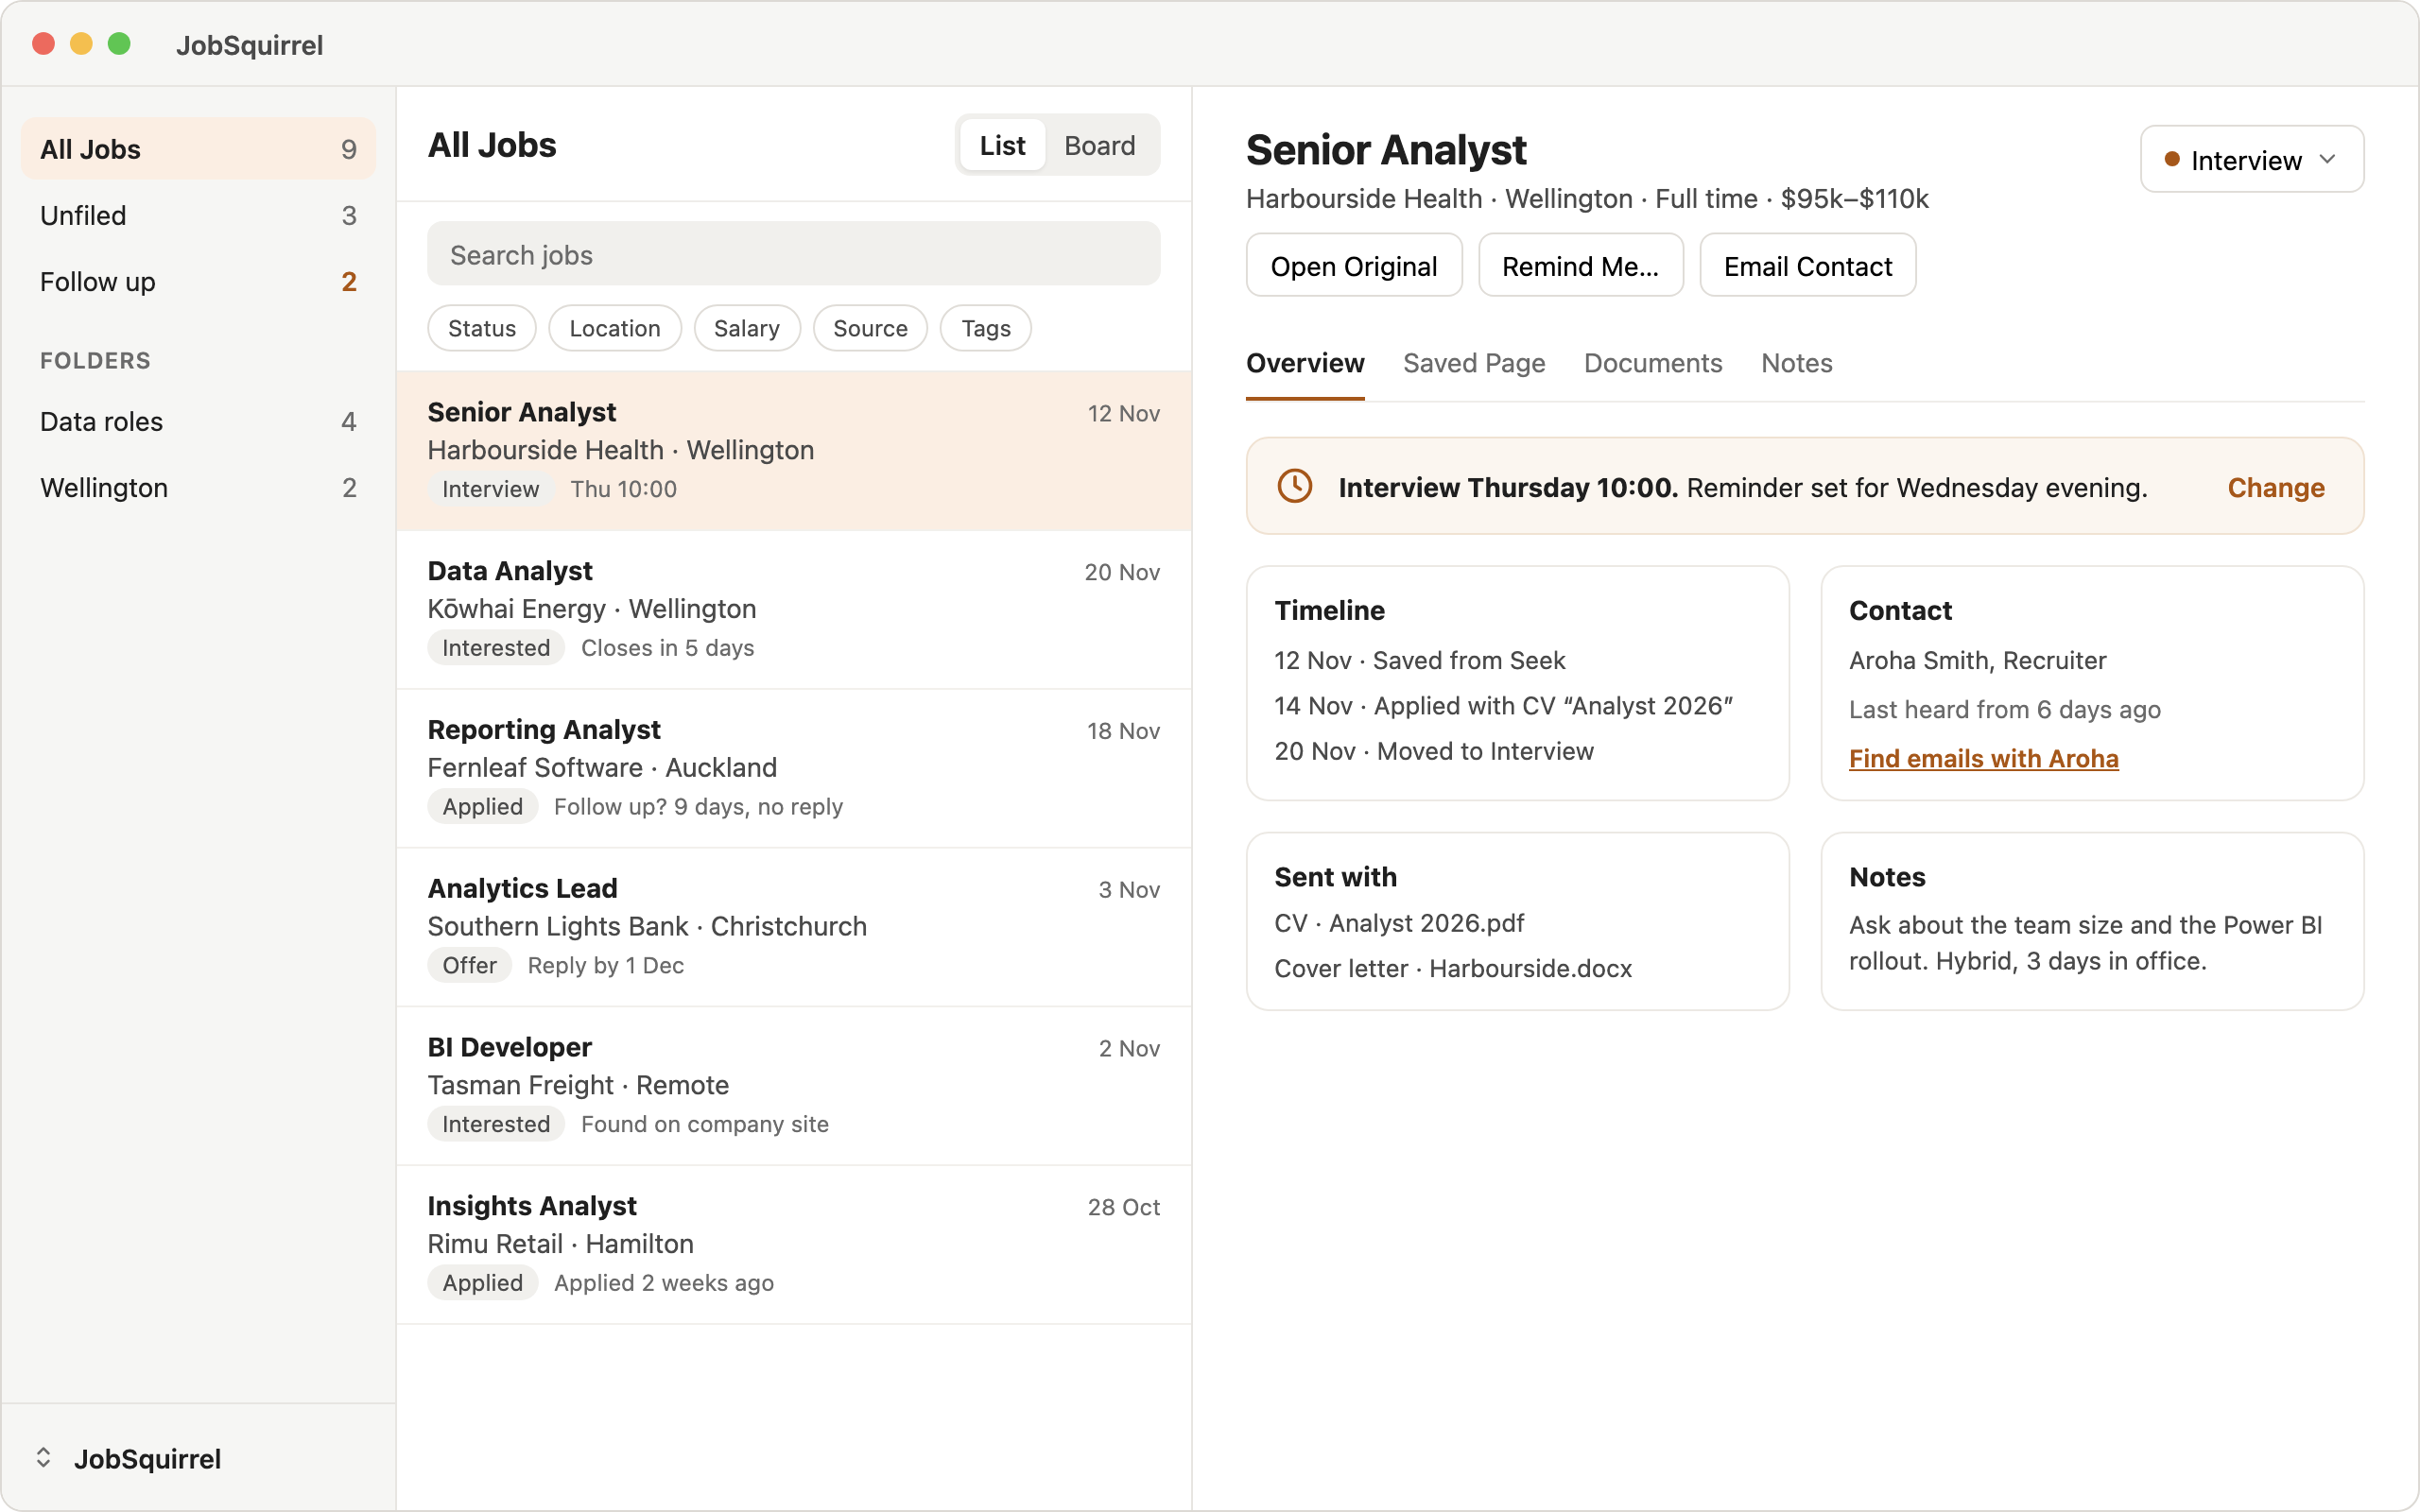 JobSquirrel
All Jobs 9
Unfiled 3
Follow up 2
FOLDERS
Data roles 4
Wellington 2
JobSquirrel
All Jobs
List Board
Search jobs
Status Location Salary Source Tags
Senior Analyst 12 Nov
Harbourside Health · Wellington
Interview Thu 10:00
Data Analyst 20 Nov
Kōwhai Energy · Wellington
Interested Closes in 5 days
Reporting Analyst 18 Nov
Fernleaf Software · Auckland
Applied Follow up? 9 days, no reply
Analytics Lead 3 Nov
Southern Lights Bank · Christchurch
Offer Reply by 1 Dec
BI Developer 2 Nov
Tasman Freight · Remote
Interested Found on company site
Insights Analyst 28 Oct
Rimu Retail · Hamilton
Applied Applied 2 weeks ago
Senior Analyst
Interview
Harbourside Health · Wellington · Full time · $95k–$110k
Open Original Remind Me... Email Contact
Overview Saved Page Documents Notes
Interview Thursday 10:00. Reminder set for Wednesday evening. Change
Timeline
12 Nov · Saved from Seek
14 Nov · Applied with CV “Analyst 2026”
20 Nov · Moved to Interview
Contact
Aroha Smith, Recruiter
Last heard from 6 days ago
Find emails with Aroha
Sent with
CV · Analyst 2026.pdf
Cover letter · Harbourside.docx
Notes
Ask about the team size and the Power BI
rollout. Hybrid, 3 days in office.